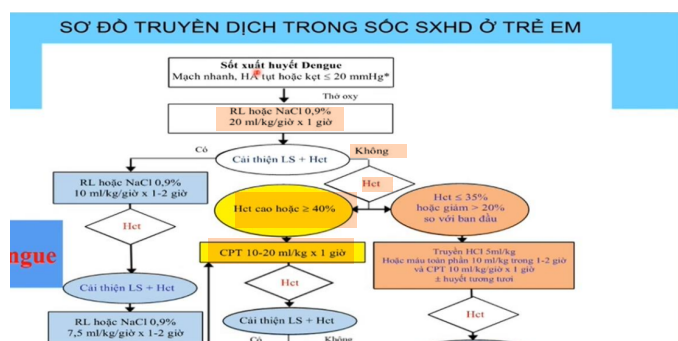 SƠ ĐỒ TRUYỀN DỊCH TRONG SỐC SXHD Ở TRẺ EM
Sốt xuất huyết Dengue
Mạch nhanh, HA tụt hoặc kẹt ≤ 20 mmHg*
Thở oxy
RL hoặc NaCl 0,9%
20 ml/kg/giờ x 1 giờ
Có
Cải thiện LS + Hct
Không
RL hoặc NaCl 0,9%
10 ml/kg/giờ x 1-2 giờ
Hct
Hct cao hoặc ≥ 40%
Hct ≤ 35%
hoặc giảm > 20%
so với ban đầu
Hct
ngue
CPT 10-20 ml/kg x 1 giờ
Truyền HCl 5ml/kg
Hoặc máu toàn phần 10 ml/kg trong 1-2 giờ
và CPT 10 ml/kg/giờ x 1 giờ
± huyết tương tươi
Cải thiện LS + Hct
Hct
RL hoặc NaCl 0,9%
7,5 ml/kg/giờ x 1-2 giờ
Cải thiện LS + Hct
Hct
Có
Không